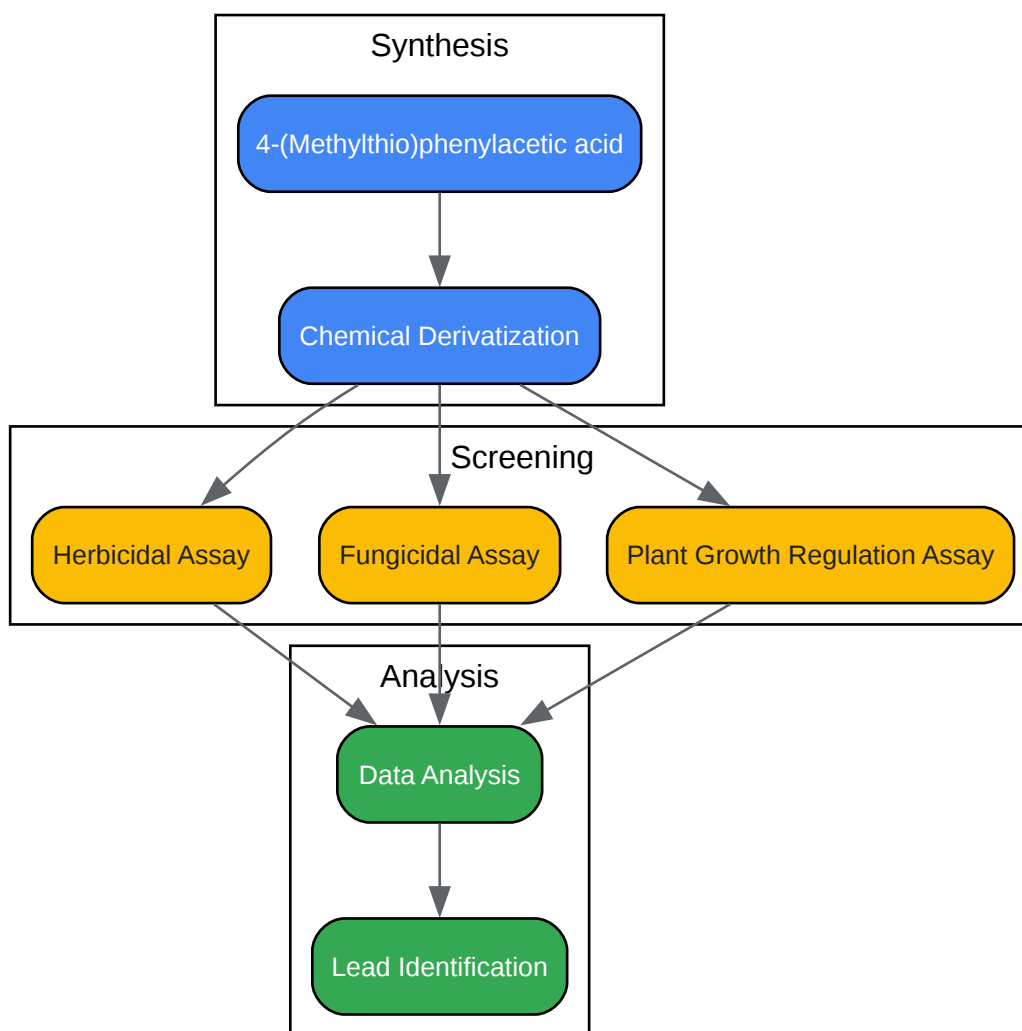 Synthesis
4-(Methylthio)phenylacetic acid
Chemical Derivatization
Screening
Herbicidal Assay
Fungicidal Assay
Plant Growth Regulation Assay
Analysis
Data Analysis
Lead Identification